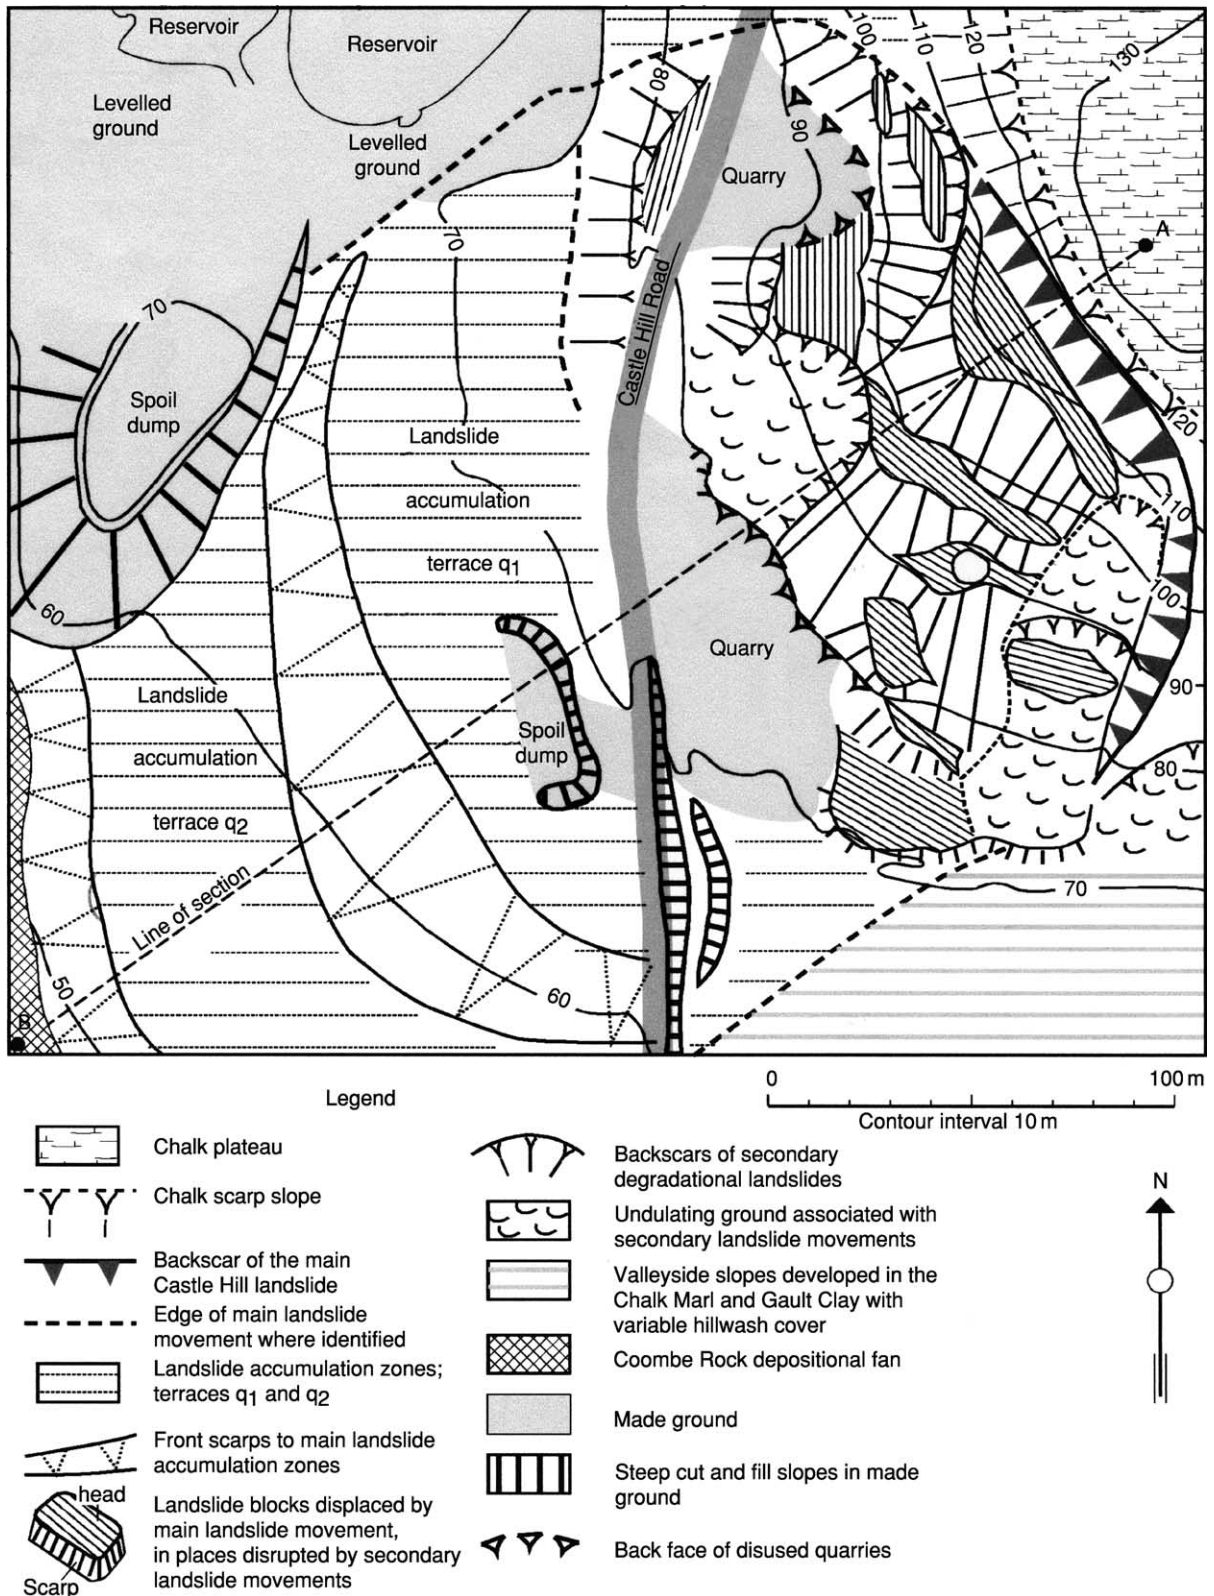 Reservoir
Reservoir
Levelled
ground
Levelled
ground
80
100
110
120
130
90
Quarry
A
70
70
Castle Hill Road
Spoil
dump
Landslide
accumulation
terrace q1
120
110
100
60
Quarry
90
Landslide
accumulation
terrace q2
Spoil
dump
80
Line of section
70
60
50
B
0
100 m
Contour interval 10 m
Legend
Chalk plateau
Chalk scarp slope
Backscar of the main
Castle Hill landslide
Edge of main landslide
movement where identified
Landslide accumulation zones;
terraces q1 and q2
Front scarps to main landslide
accumulation zones
head
Scarp
Landslide blocks displaced by
main landslide movement,
in places disrupted by secondary
landslide movements
Backscars of secondary
degradational landslides
Undulating ground associated with
secondary landslide movements
Valleyside slopes developed in the
Chalk Marl and Gault Clay with
variable hillwash cover
Coombe Rock depositional fan
Made ground
Steep cut and fill slopes in made
ground
Back face of disused quarries
N